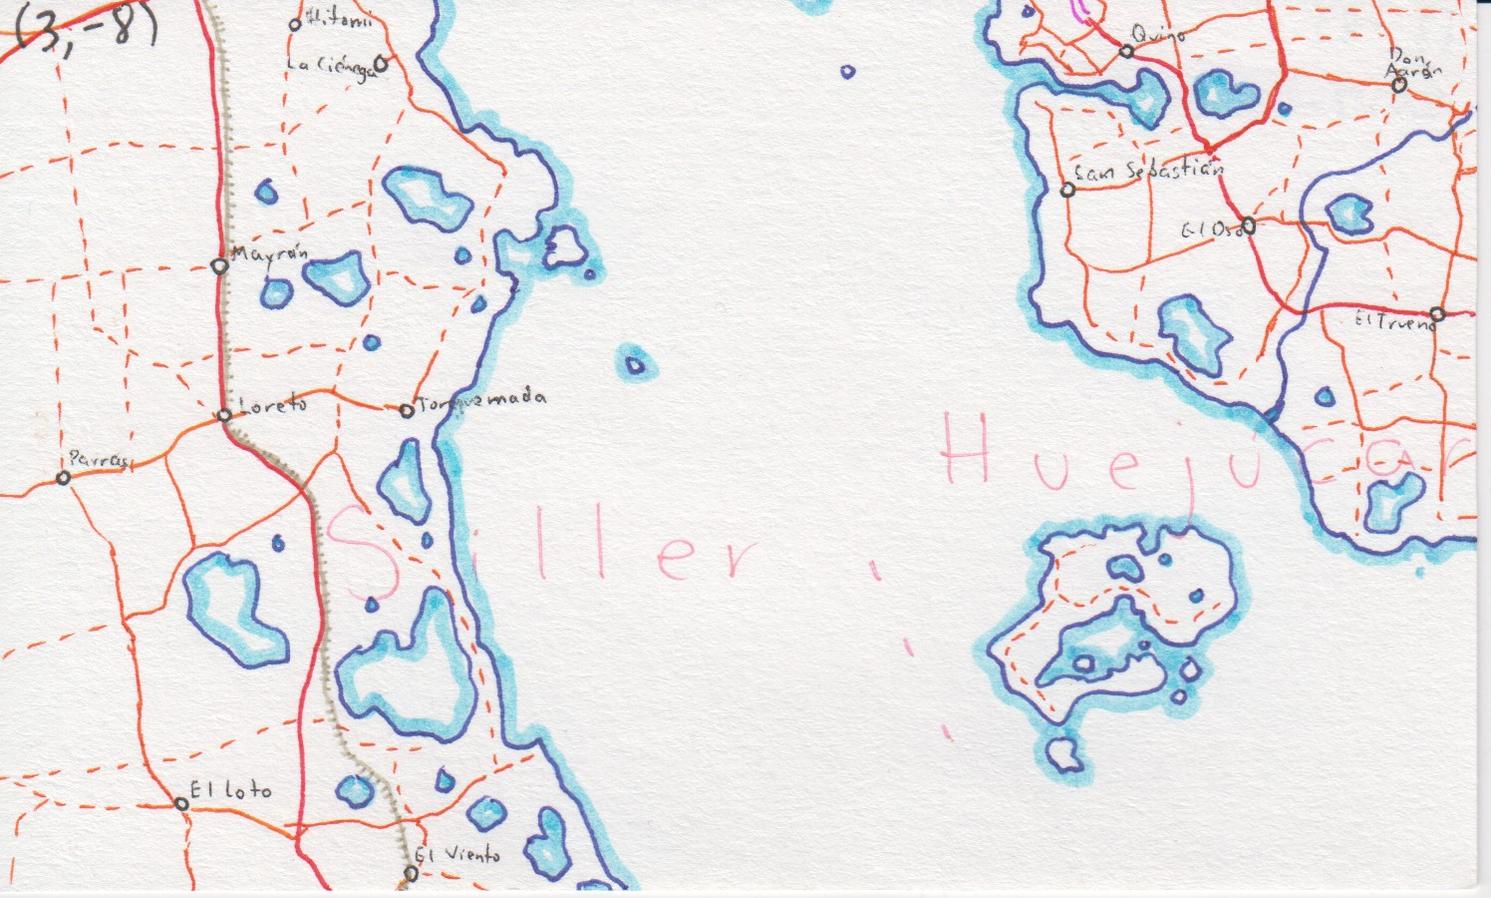 (3,-8)
Hitomi
La Ciénega
Quino
Don
Aarón
San Sebastián
El Oso
Mayrán
El Trueno
Loreto
Torquemada
Huejúcar
Parras
Siller
El Loto
El Viento